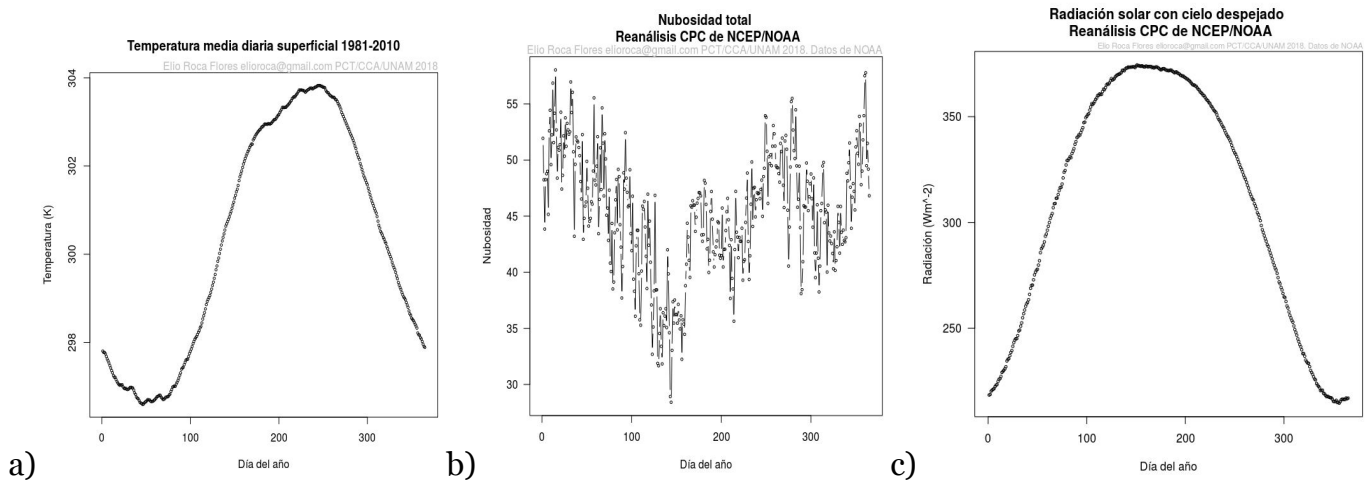 Temperatura media diaria superficial 1981-2010
Elio Roca Flores elioroca@gmail.com PCT/CCA/UNAM 2018
304
302
300
298
Temperatura (K)
0
100
200
300
Día del año
a)
Nubosidad total
Reanálisis CPC de NCEP/NOAA
Elio Roca Flores elioroca@gmail.com PCT/CCA/UNAM 2018. Datos de NOAA
55
50
45
40
35
30
Nubosidad
0
100
200
300
Día del año
b)
Radiación solar con cielo despejado
Reanálisis CPC de NCEP/NOAA
Elio Roca Flores elioroca@gmail.com PCT/CCA/UNAM 2018. Datos de NOAA
350
300
250
Radiación (Wm^-2)
0
100
200
300
Día del año
c)